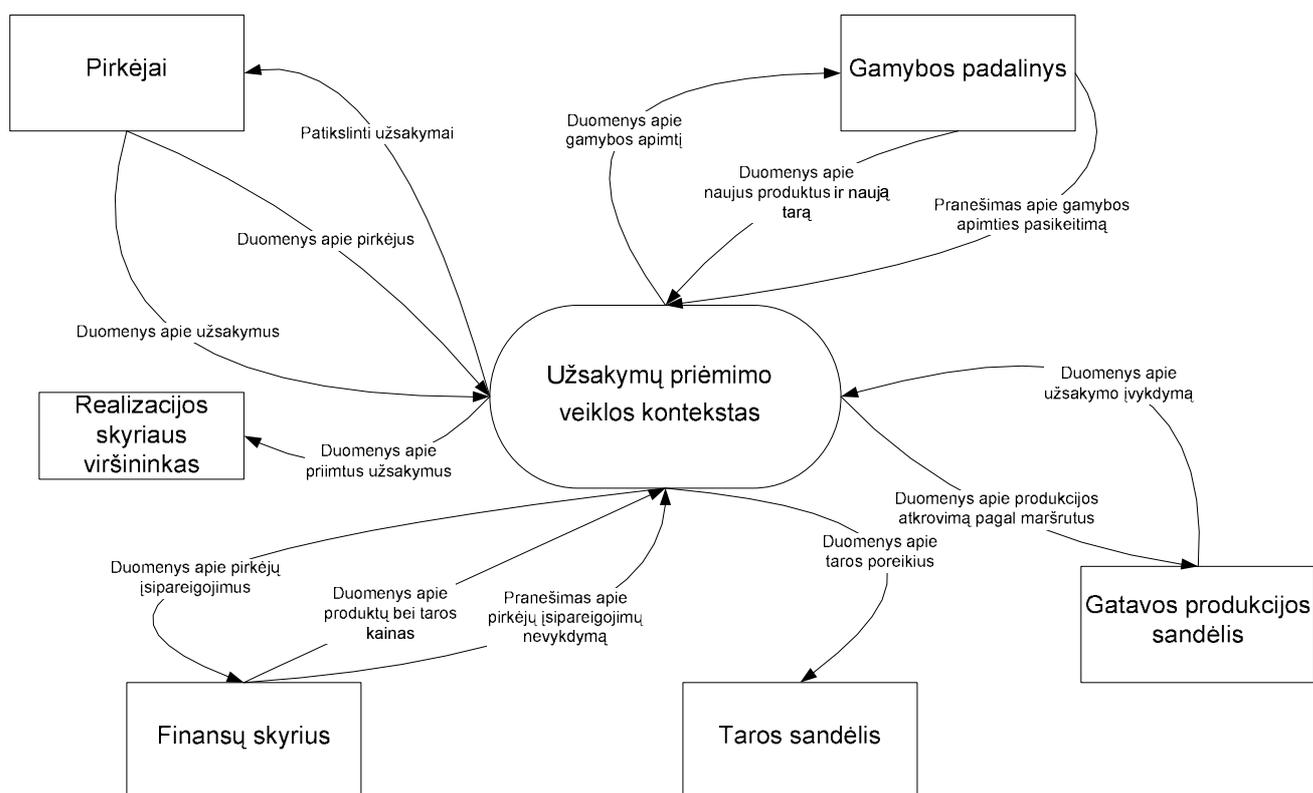 Pirkėjai
Gamybos padalinys
Patikslinti užsakymai
Duomenys apie
gamybos apimtį
Duomenys apie
naujus produktus ir naują
tarą
Pranešimas apie gamybos
apimties pasikeitimą
Duomenys apie pirkėjus
Duomenys apie užsakymus
Užsakymų priėmimo
veiklos kontekstas
Duomenys apie
užsakymo įvykdymą
Realizacijos
skyriaus
viršininkas
Duomenys apie
priimtus užsakymus
Duomenys apie produkcijos
atkrovimą pagal maršrutus
Duomenys apie
taros poreikius
Duomenys apie pirkėjų
įsipareigojimus
Duomenys apie
produktų bei taros
kainas
Pranešimas apie
pirkėjų įsipareigojimų
nevykdymą
Gatavos produkcijos
sandėlis
Finansų skyrius
Taros sandėlis